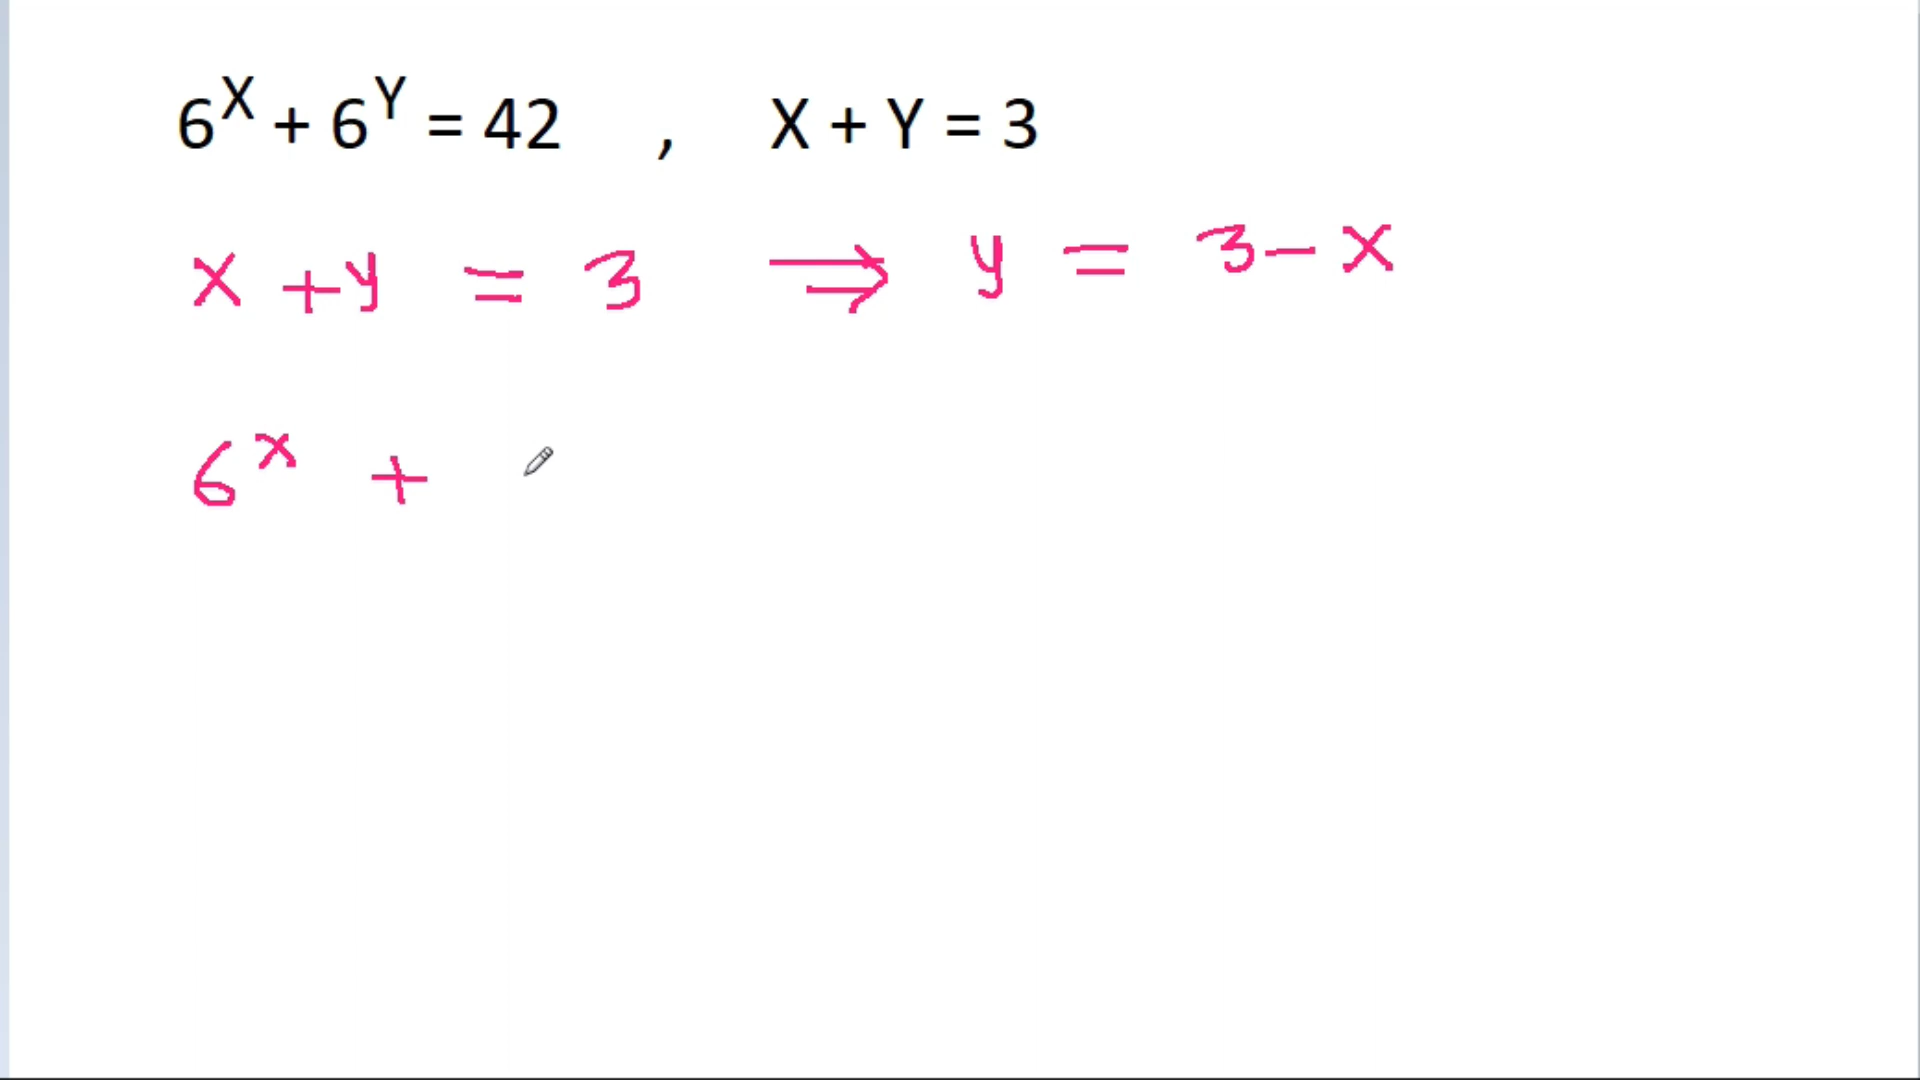 6^X + 6^Y = 42 , X + Y = 3
x + y = 3 ⇒ y = 3 - x
6^x +